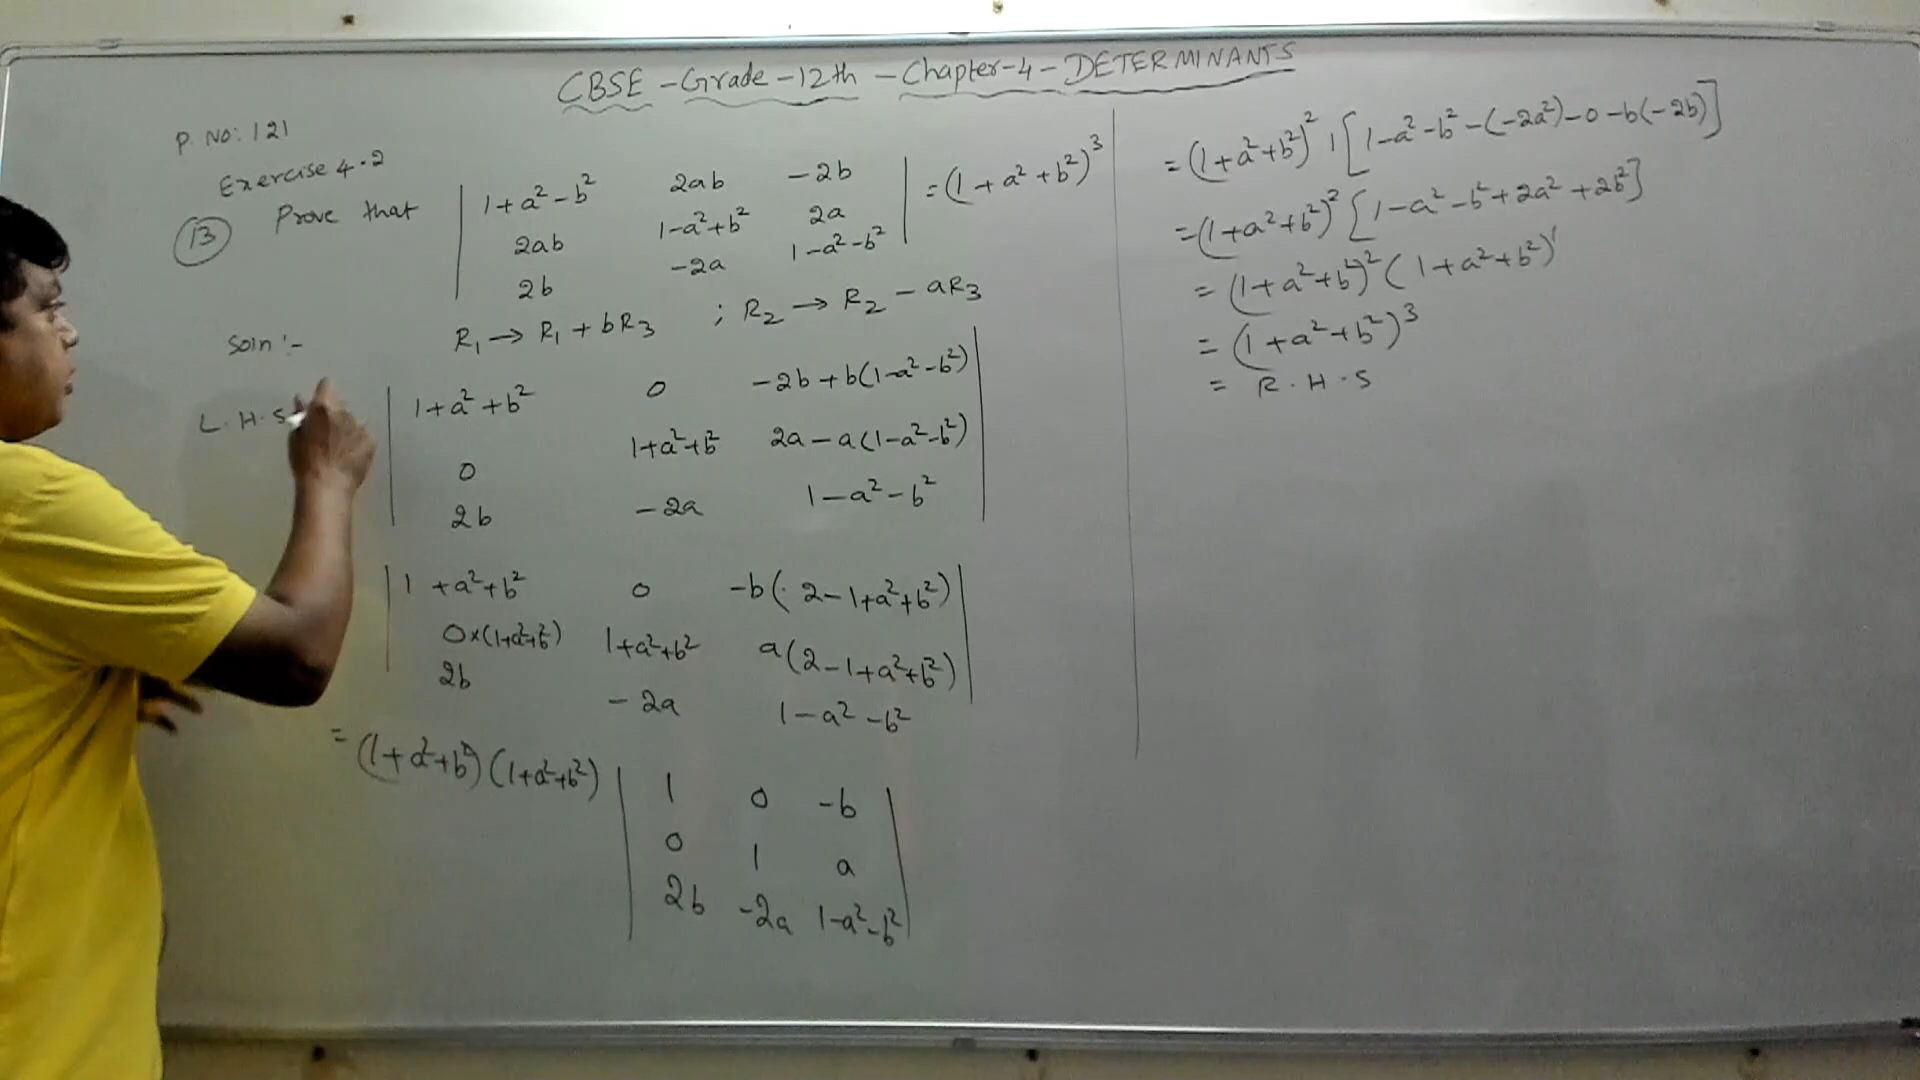 CBSE - Grade - 12th - Chapter-4 - DETERMINANTS
P. No: 121
Exercise 4.2
(13) Prove that
| 1+a²-b² 2ab -2b | = (1+a²+b²)³
| 2ab 1-a²+b² 2a |
| 2b -2a 1-a²-b² |
Soln :-
R₁ → R₁ + bR₃ ; R₂ → R₂ - aR₃
L.H.S
| 1+a²+b² 0 -2b+b(1-a²-b²) |
| 0 1+a²+b² 2a-a(1-a²-b²) |
| 2b -2a 1-a²-b² |
| 1+a²+b² 0 -b(2-1+a²+b²) |
| 0×(1+a²+b²) 1+a²+b² a(2-1+a²+b²) |
| 2b -2a 1-a²-b² |
= (1+a²+b²)(1+a²+b²) | 1 0 -b |
| 0 1 a |
| 2b -2a 1-a²-b² |
= (1+a²+b²)² 1[1-a²-b²-(-2a²)-0-b(-2b)]
= (1+a²+b²)² [1-a²-b²+2a²+2b²]
= (1+a²+b²)² (1+a²+b²)¹
= (1+a²+b²)³
= R.H.S